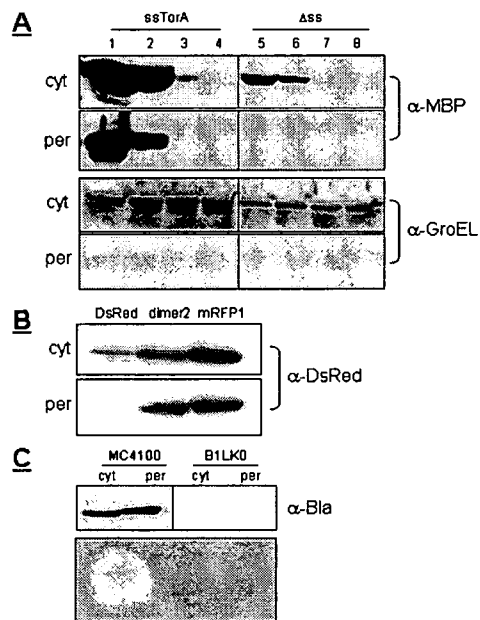 A
ssTorA Δss
1 2 3 4 5 6 7 8
cyt
per
α-MBP
cyt
per
α-GroEL
B
DsRed dimer2 mRFP1
cyt
per
α-DsRed
C
MC4100 B1LK0
cyt per cyt per
α-Bla